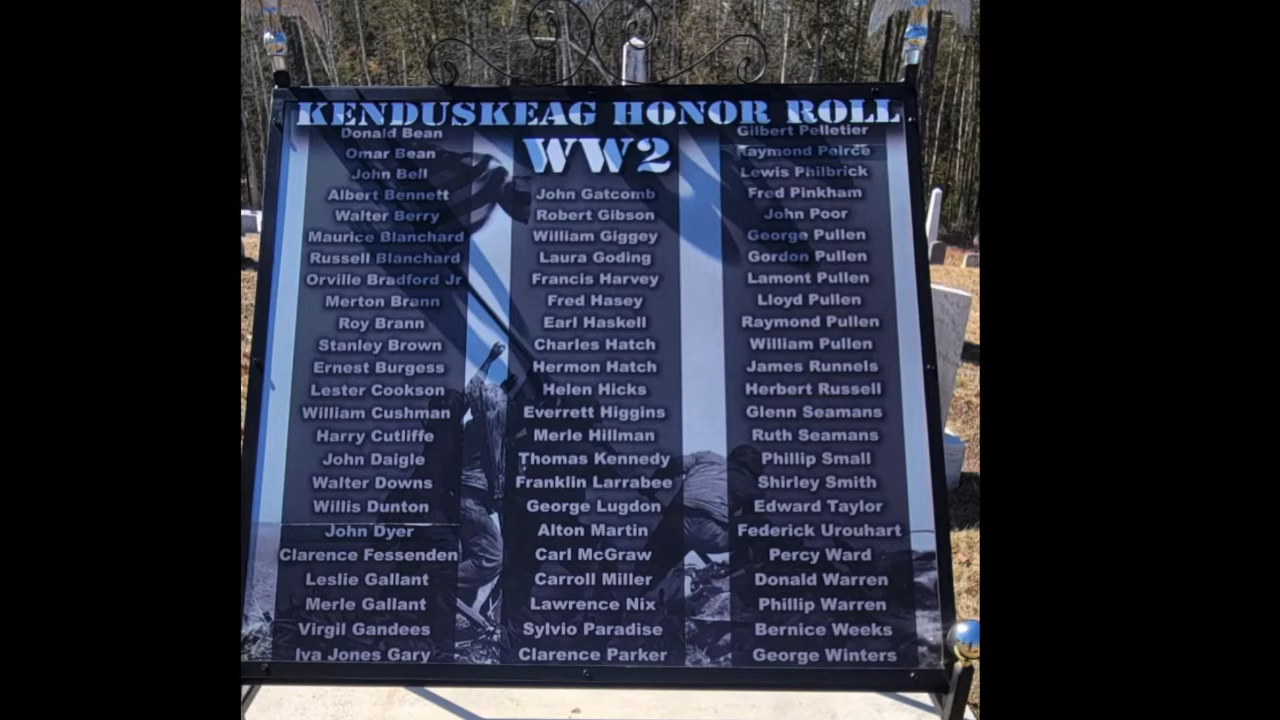 KENDUSKEAG HONOR ROLL
WW2
Donald Bean
Omar Bean
John Bell
Albert Bennett
Walter Berry
Maurice Blanchard
Russell Blanchard
Orville Bradford Jr
Merton Brann
Roy Brann
Stanley Brown
Ernest Burgess
Lester Cookson
William Cushman
Harry Cutliffe
John Daigle
Walter Downs
Willis Dunton
John Dyer
Clarence Fessenden
Leslie Gallant
Merle Gallant
Virgil Gandees
Iva Jones Gary
John Gatcomb
Robert Gibson
William Giggey
Laura Goding
Francis Harvey
Fred Hasey
Earl Haskell
Charles Hatch
Hermon Hatch
Helen Hicks
Everrett Higgins
Merle Hillman
Thomas Kennedy
Franklin Larrabee
George Lugdon
Alton Martin
Carl McGraw
Carroll Miller
Lawrence Nix
Sylvio Paradise
Clarence Parker
Gilbert Pelletier
Raymond Peirce
Lewis Philbrick
Fred Pinkham
John Poor
George Pullen
Gordon Pullen
Lamont Pullen
Lloyd Pullen
Raymond Pullen
William Pullen
James Runnels
Herbert Russell
Glenn Seamans
Ruth Seamans
Phillip Small
Shirley Smith
Edward Taylor
Federick Urouhart
Percy Ward
Donald Warren
Phillip Warren
Bernice Weeks
George Winters